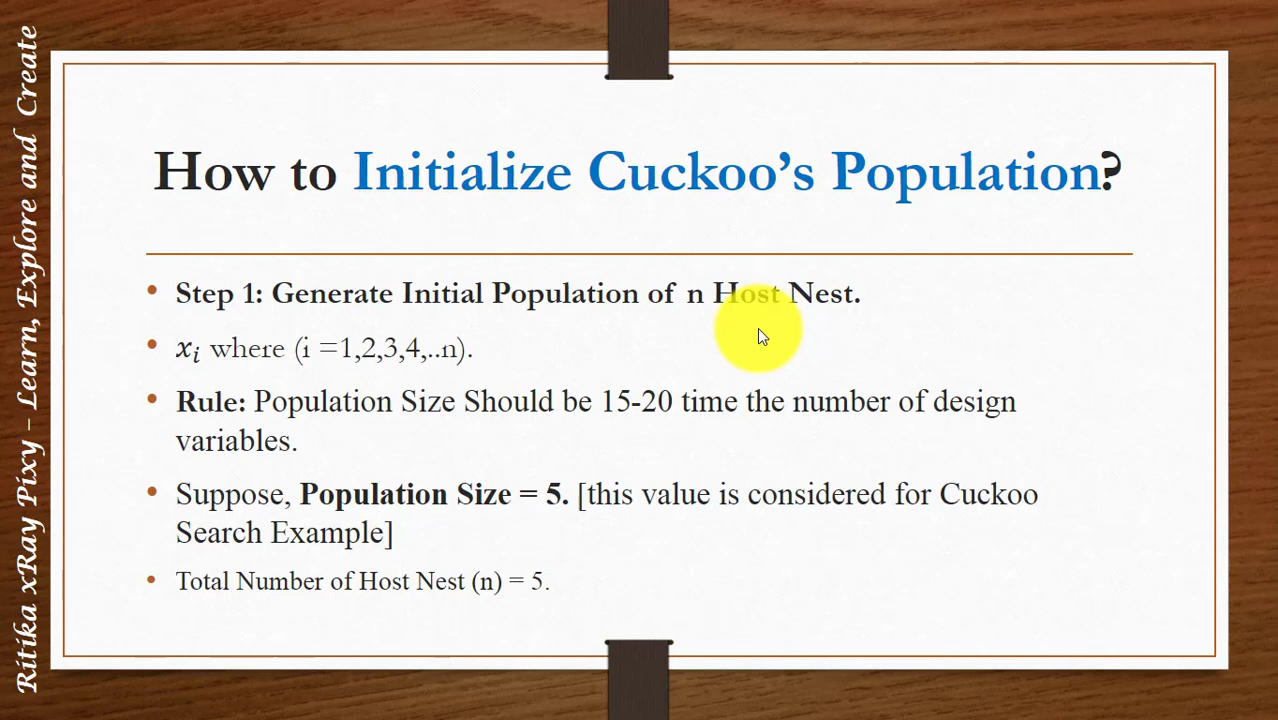 How to Initialize Cuckoo’s Population?
• Step 1: Generate Initial Population of n Host Nest.
• 𝑥ᵢ where (i =1,2,3,4,..n).
• Rule: Population Size Should be 15-20 time the number of design
variables.
• Suppose, Population Size = 5. [this value is considered for Cuckoo
Search Example]
• Total Number of Host Nest (n) = 5.
Ritika xRay Pixy – Learn, Explore and Create